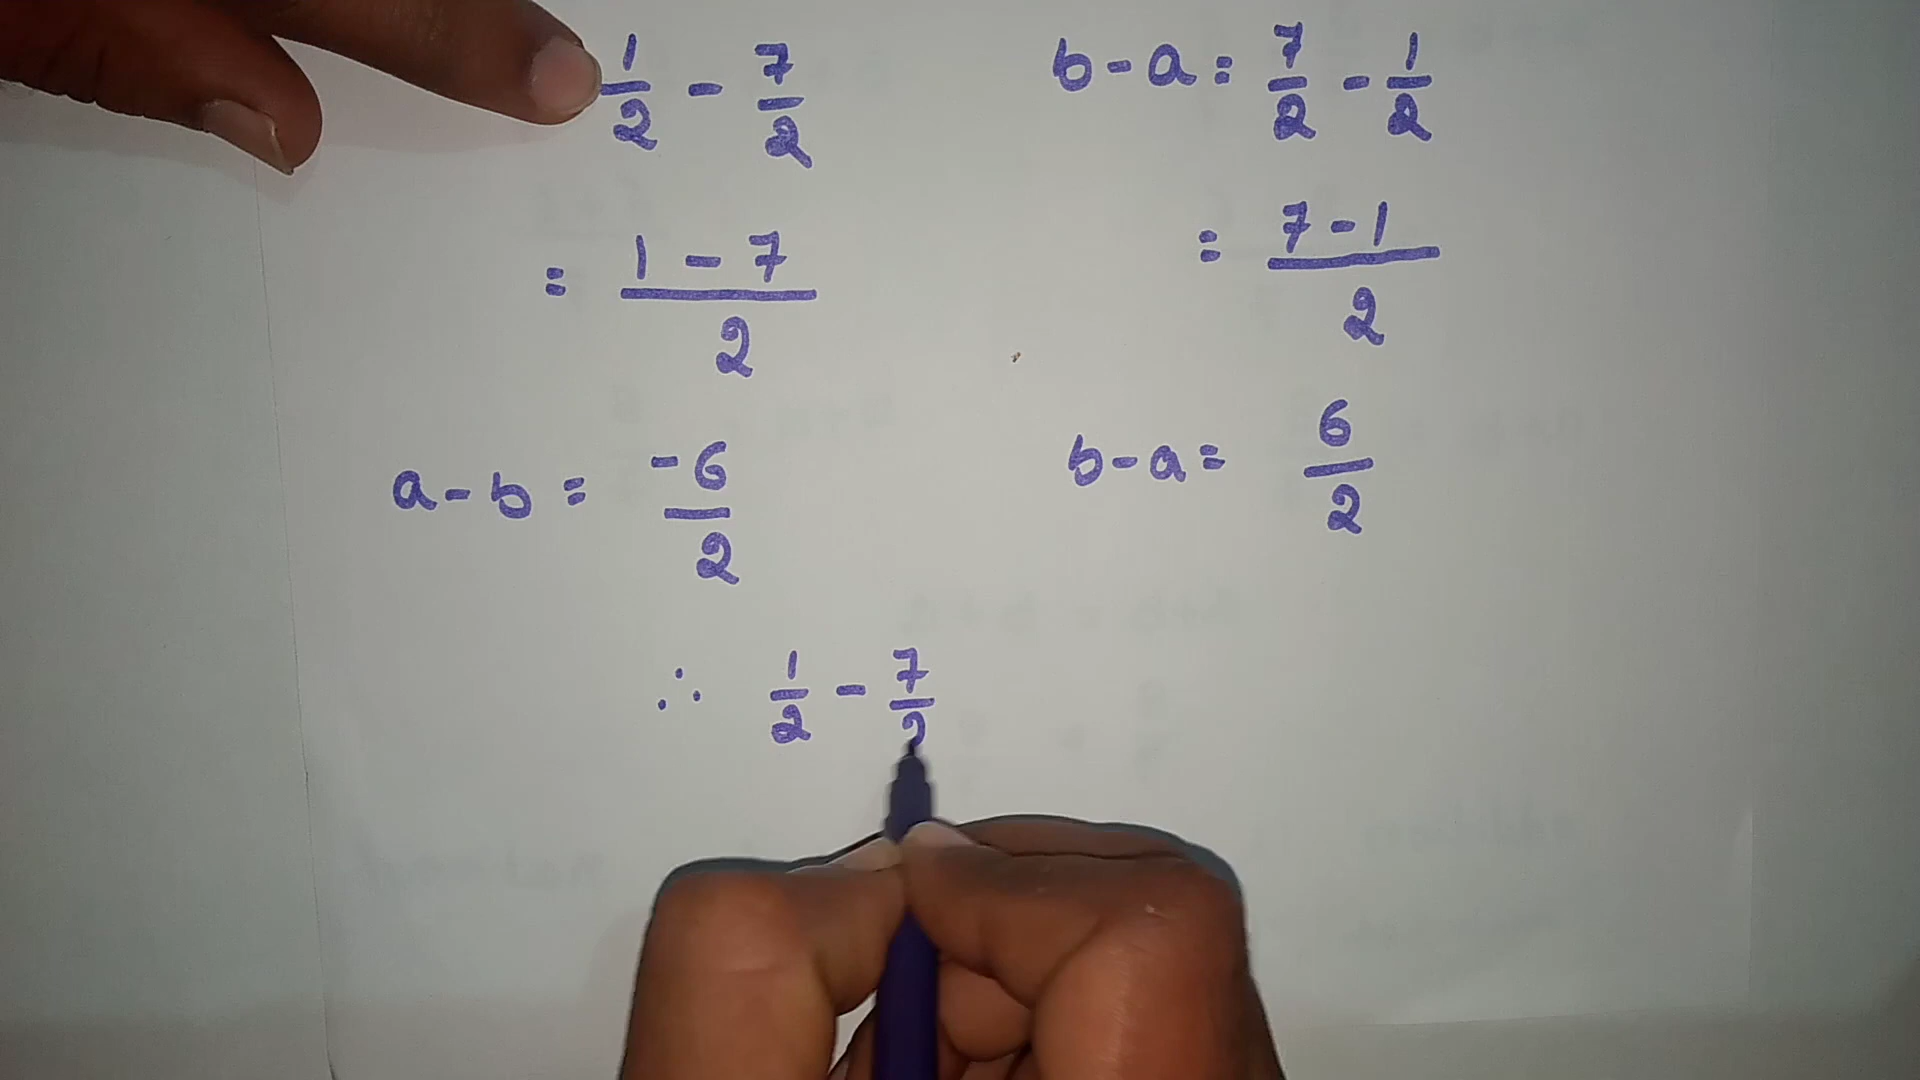 1/2 - 7/2
= (1 - 7)/2
a - b = -6/2
b - a = 7/2 - 1/2
= (7 - 1)/2
b - a = 6/2
∴ 1/2 - 7/2